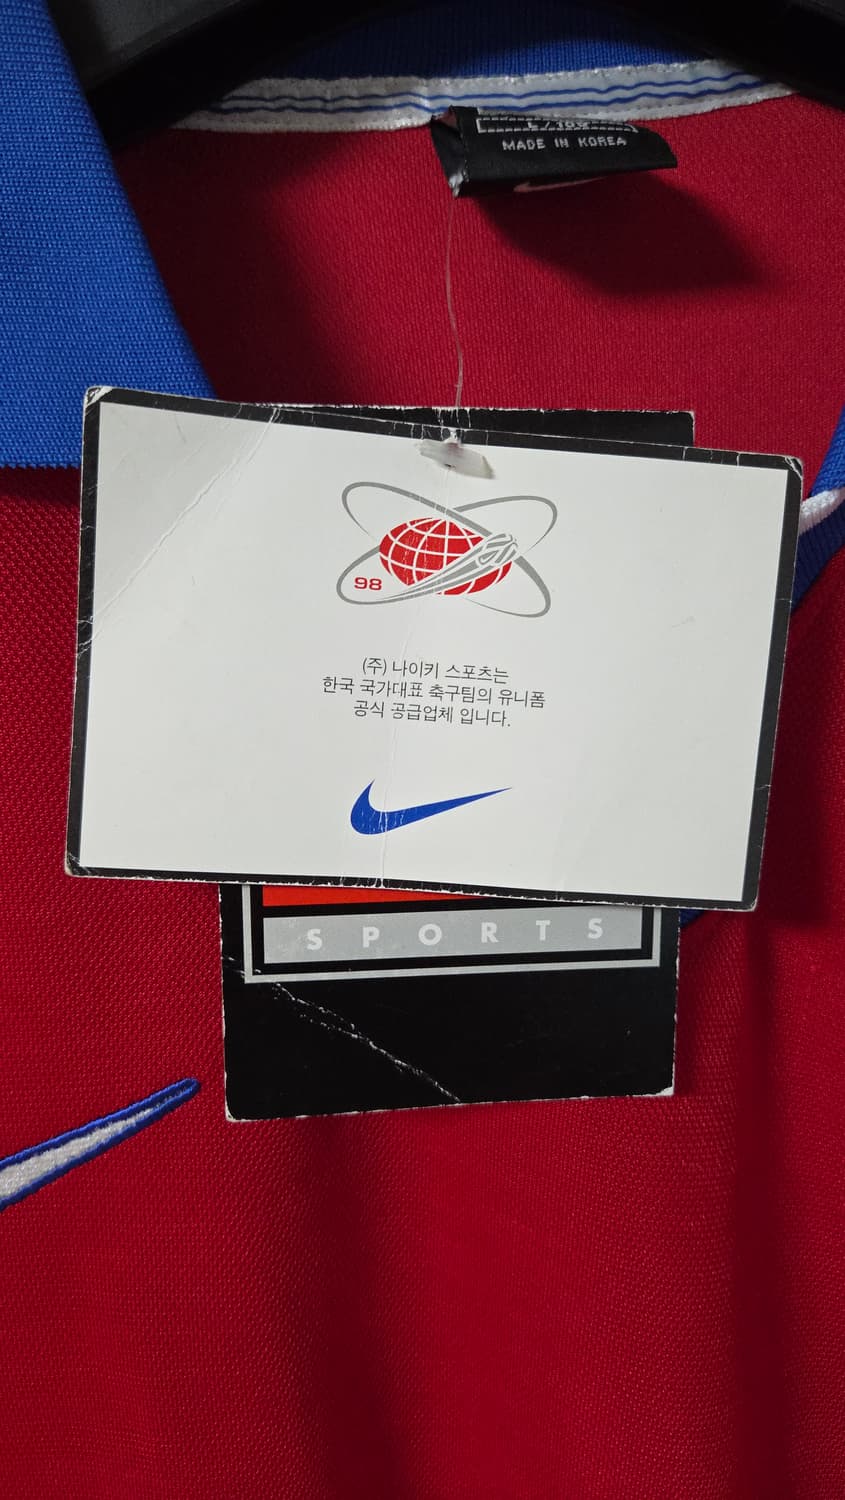 MADE IN KOREA
98
(주) 나이키 스포츠는
한국 국가대표 축구팀의 유니폼
공식 공급업체 입니다.
SPORTS